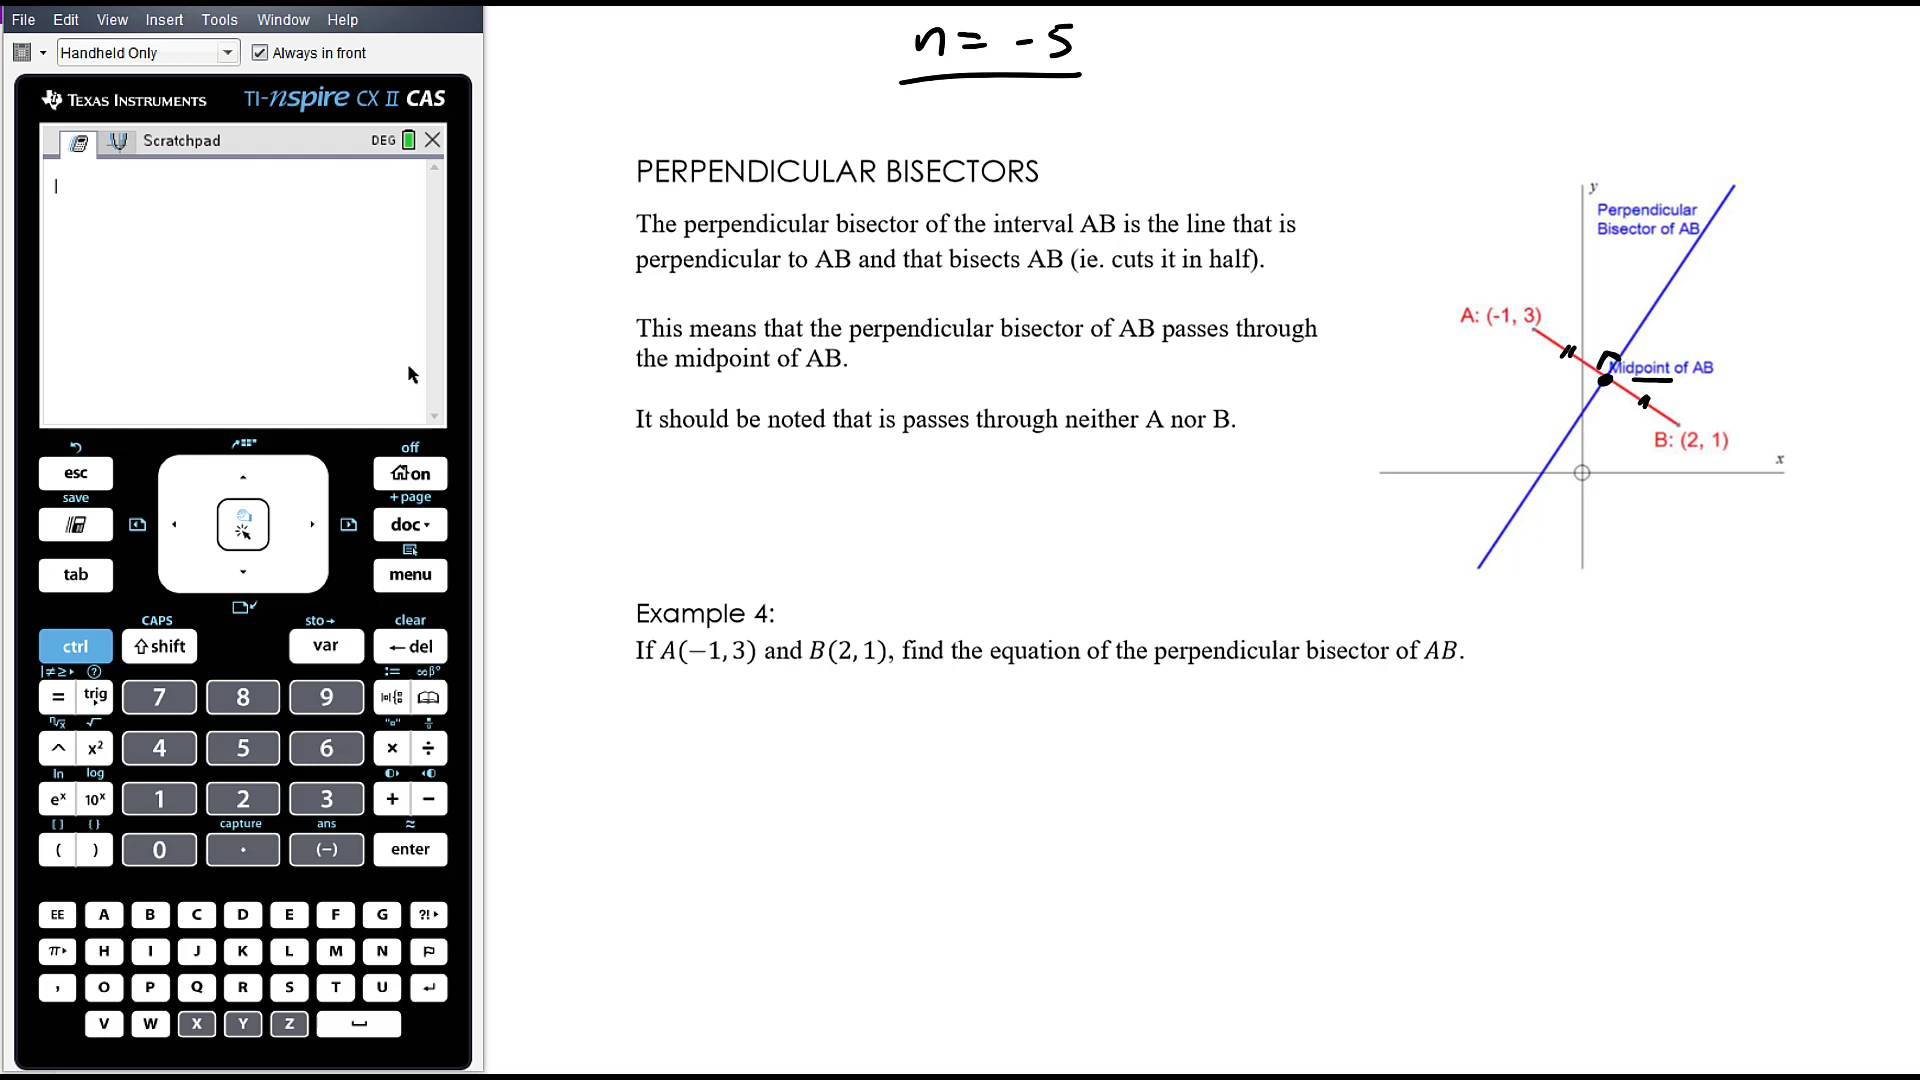 File Edit View Insert Tools Window Help
Handheld Only Always in front
n = -5
TEXAS INSTRUMENTS TI-nspire CX II CAS
Scratchpad DEG
PERPENDICULAR BISECTORS
The perpendicular bisector of the interval AB is the line that is
perpendicular to AB and that bisects AB (ie. cuts it in half).
This means that the perpendicular bisector of AB passes through
the midpoint of AB.
It should be noted that is passes through neither A nor B.
y
Perpendicular
Bisector of AB
A: (-1, 3)
Midpoint of AB
B: (2, 1)
x
Example 4:
If A(−1, 3) and B(2, 1), find the equation of the perpendicular bisector of AB.
off
esc on
save + page
doc
tab menu
CAPS sto→ clear
ctrl shift var ←del
= trig 7 8 9
^ x² 4 5 6 × ÷
ln log
eˣ 10ˣ 1 2 3 + −
[ ] { } capture ans ≈
( ) 0 . (−) enter
EE A B C D E F G ?!
π H I J K L M N
, O P Q R S T U
V W X Y Z